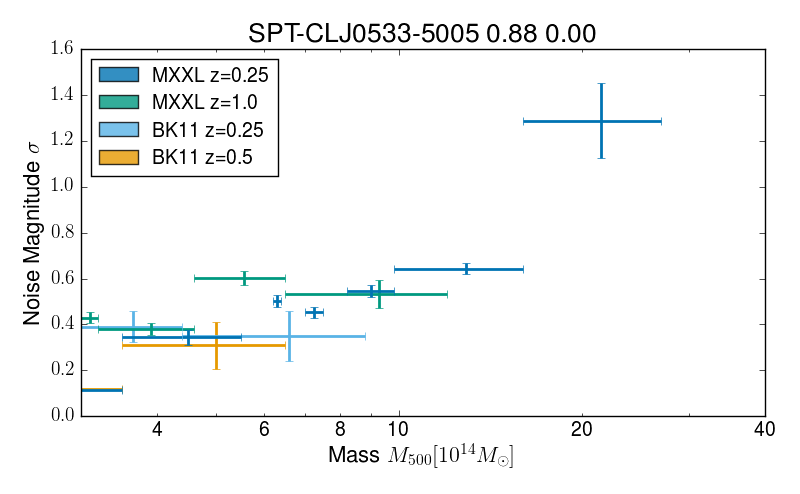 SPT-CLJ0533-5005 0.88 0.00
MXXL z=0.25
MXXL z=1.0
BK11 z=0.25
BK11 z=0.5
Noise Magnitude σ
1.6
1.4
1.2
1.0
0.8
0.6
0.4
0.2
0.0
4 6 8 10 20 40
Mass M₅₀₀[10¹⁴M⊙]